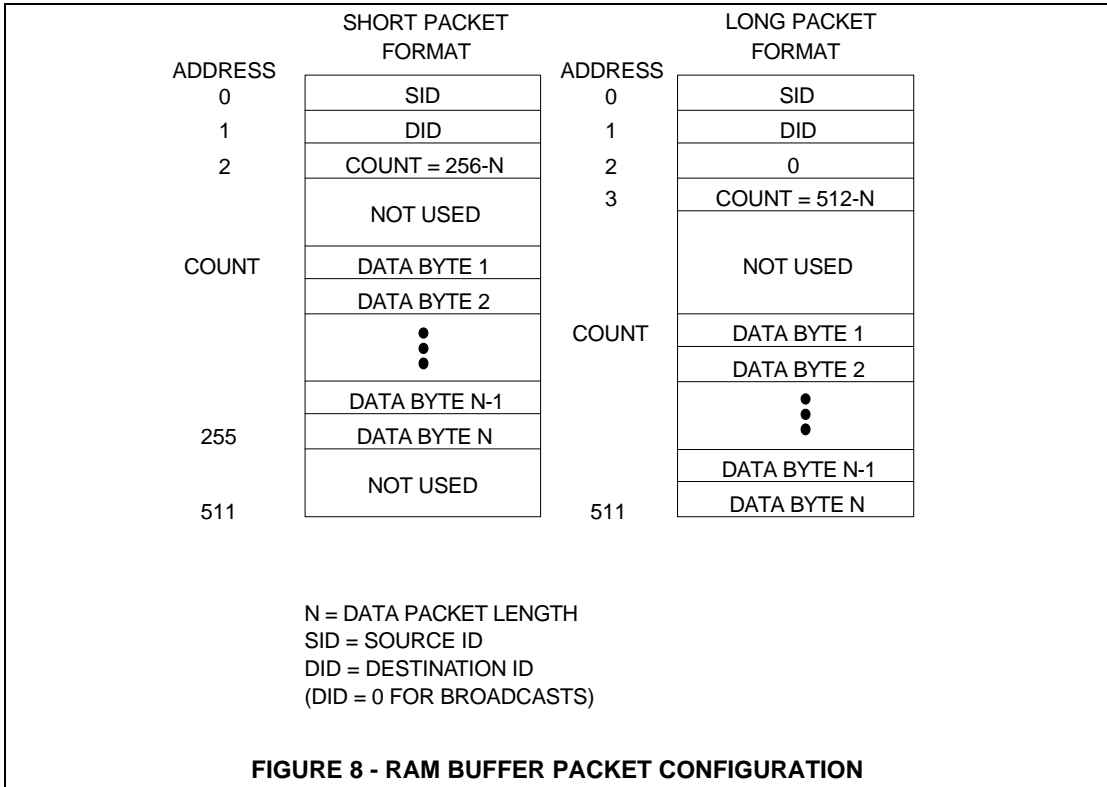 SHORT PACKET
FORMAT
ADDRESS
0
SID
1
DID
2
COUNT = 256-N
NOT USED
COUNT
DATA BYTE 1
DATA BYTE 2
DATA BYTE N-1
255
DATA BYTE N
NOT USED
511
LONG PACKET
FORMAT
ADDRESS
0
SID
1
DID
2
0
3
COUNT = 512-N
NOT USED
COUNT
DATA BYTE 1
DATA BYTE 2
DATA BYTE N-1
511
DATA BYTE N
N = DATA PACKET LENGTH
SID = SOURCE ID
DID = DESTINATION ID
(DID = 0 FOR BROADCASTS)
FIGURE 8 - RAM BUFFER PACKET CONFIGURATION